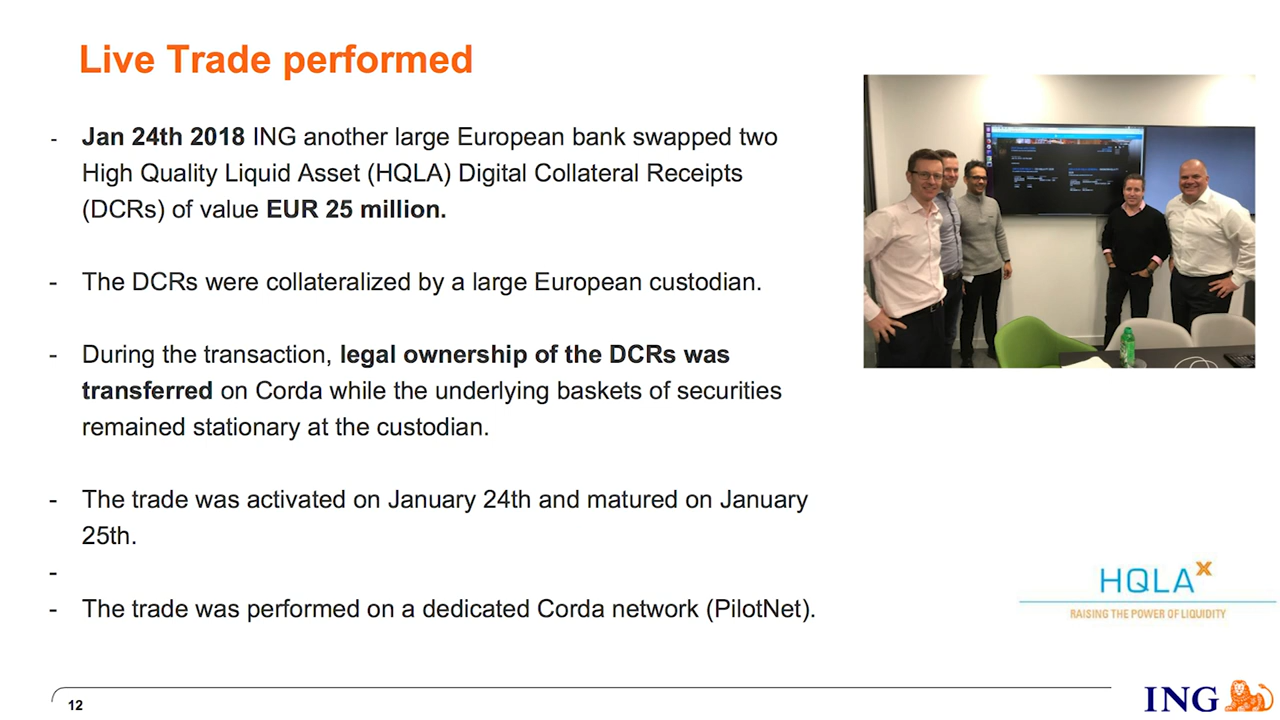 Live Trade performed
- Jan 24th 2018 ING another large European bank swapped two
High Quality Liquid Asset (HQLA) Digital Collateral Receipts
(DCRs) of value EUR 25 million.
- The DCRs were collateralized by a large European custodian.
- During the transaction, legal ownership of the DCRs was
transferred on Corda while the underlying baskets of securities
remained stationary at the custodian.
- The trade was activated on January 24th and matured on January
25th.
-
- The trade was performed on a dedicated Corda network (PilotNet).
HQLAX
RAISING THE POWER OF LIQUIDITY
12
ING